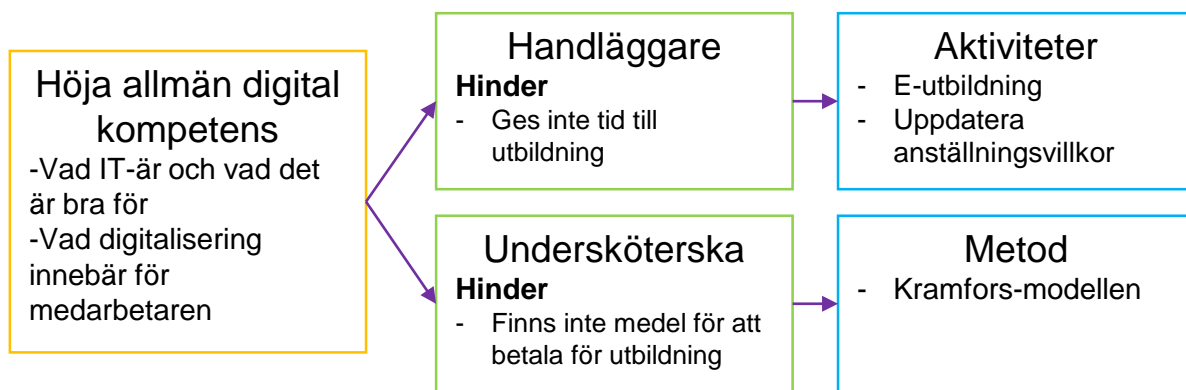 Höja allmän digital
kompetens
-Vad IT-är och vad det
är bra för
-Vad digitalisering
innebär för
medarbetaren
Handläggare
Hinder
- Ges inte tid till
utbildning
Aktiviteter
- E-utbildning
- Uppdatera
anställningsvillkor
Undersköterska
Hinder
- Finns inte medel för att
betala för utbildning
Metod
- Kramfors-modellen